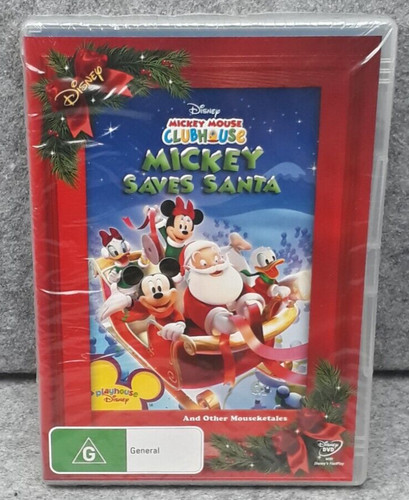 Disney
Disney
MICKEY MOUSE
CLUBHOUSE
MICKEY
SAVES SANTA
playhouse
Disney
And Other Mouseketales
G
General
Disney
DVD